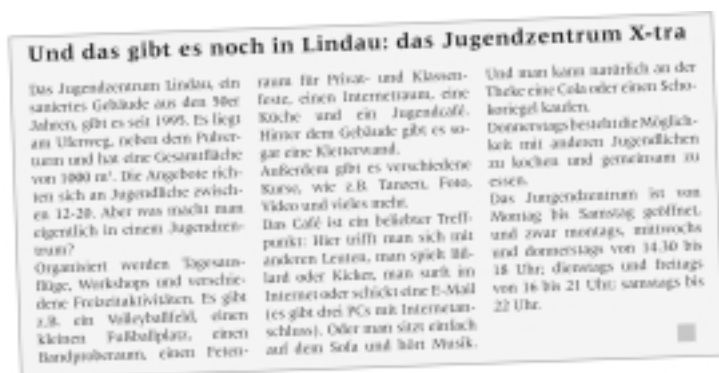 Und das gibt es noch in Lindau: das Jugendzentrum X-tra
Das Jugendzentrum Lindau, ein
saniertes Gebäude aus den 50er
Jahren, gibt es seit 1995. Es liegt
am Uferweg, neben dem Pulver-
turm und hat eine Gesamtfläche
von 1000 m². Die Angebote rich-
ten sich an Jugendliche zwisch-
en 12-20. Aber was macht man
eigentlich in einem Jugendzen-
trum?
Organisiert werden Tagesaus-
flüge, Workshops und verschie-
dene Freizeitaktivitäten. Es gibt
z.B. ein Volleyballfeld, einen
kleinen Fußballplatz, einen
Bandproberaum, einen Feten-
raum für Privat- und Klassen-
feste, einen Internetraum, eine
Küche und ein Jugendcafé.
Hinter dem Gebäude gibt es so-
gar eine Kletterwand.
Außerdem gibt es verschiedene
Kurse, wie z.B. Tanzen, Foto,
Video und vieles mehr.
Das Café ist ein beliebter Treff-
punkt: Hier trifft man sich mit
anderen Leuten, man spielt Bil-
lard oder Kicker, man surft im
Internet oder schickt eine E-Mail
(es gibt drei PCs mit Internetan-
schluss). Oder man sitzt einfach
auf dem Sofa und hört Musik.
Und man kann natürlich an der
Theke eine Cola oder einen Scho-
koriegel kaufen.
Donnerstags besteht die Möglich-
keit mit anderen Jugendlichen
zu kochen und gemeinsam zu
essen.
Das Jungendzentrum ist von
Montag bis Samstag geöffnet,
und zwar montags, mittwochs
und donnerstags von 14.30 bis
18 Uhr; dienstags und freitags
von 16 bis 21 Uhr; samstags bis
22 Uhr.